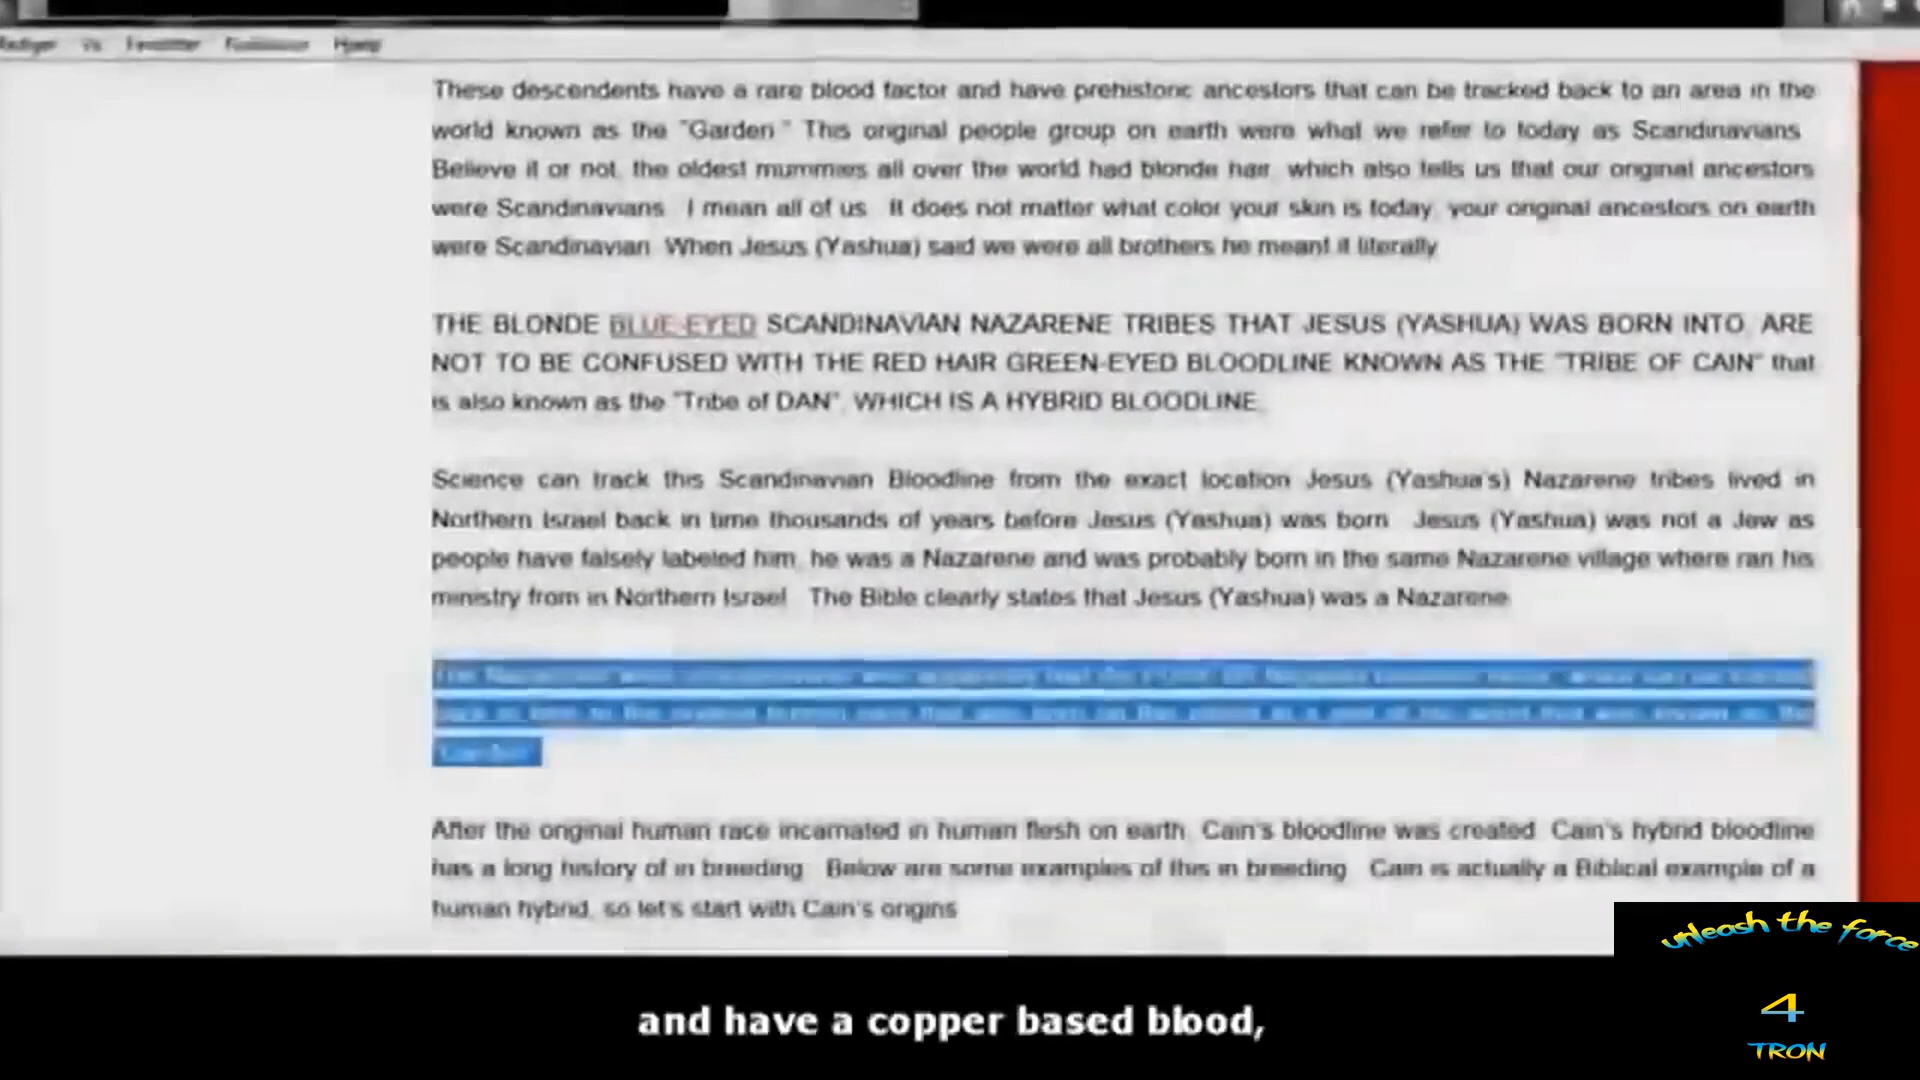 Rediger Vis Favoritter Funktioner Hjælp
These descendents have a rare blood factor and have prehistoric ancestors that can be tracked back to an area in the
world known as the "Garden." This original people group on earth were what we refer to today as Scandinavians.
Believe it or not, the oldest mummies all over the world had blonde hair, which also tells us that our original ancestors
were Scandinavians. I mean all of us. It does not matter what color your skin is today, your original ancestors on earth
were Scandinavian. When Jesus (Yashua) said we were all brothers he meant it literally.
THE BLONDE BLUE-EYED SCANDINAVIAN NAZARENE TRIBES THAT JESUS (YASHUA) WAS BORN INTO, ARE
NOT TO BE CONFUSED WITH THE RED HAIR GREEN-EYED BLOODLINE KNOWN AS THE "TRIBE OF CAIN" that
is also known as the "Tribe of DAN", WHICH IS A HYBRID BLOODLINE.
Science can track this Scandinavian Bloodline from the exact location Jesus (Yashua's) Nazarene tribes lived in
Northern Israel back in time thousands of years before Jesus (Yashua) was born. Jesus (Yashua) was not a Jew as
people have falsely labeled him, he was a Nazarene and was probably born in the same Nazarene village where ran his
ministry from in Northern Israel. The Bible clearly states that Jesus (Yashua) was a Nazarene.
After the original human race incarnated in human flesh on earth, Cain's bloodline was created. Cain's hybrid bloodline
has a long history of in breeding. Below are some examples of this in breeding. Cain is actually a Biblical example of a
human hybrid, so let's start with Cain's origins.
unleash the force
4
TRON
and have a copper based blood,